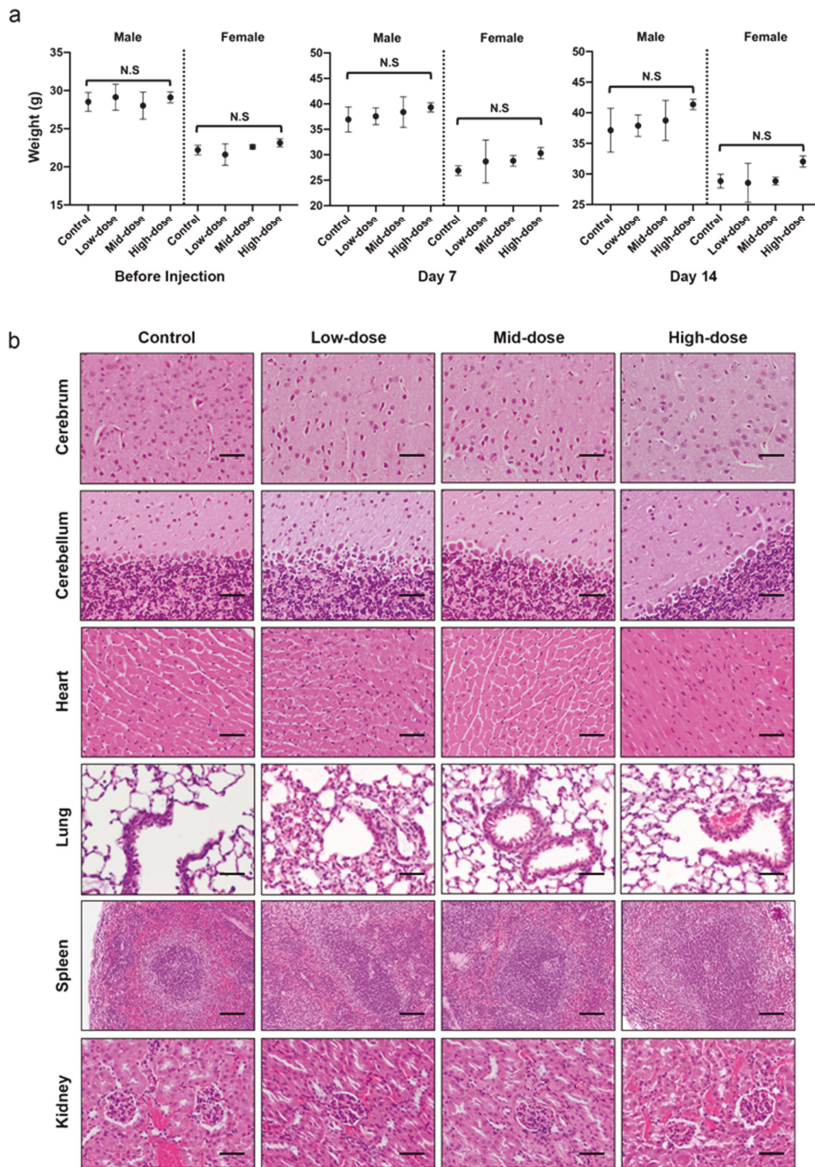 a
Male Female
Male Female
Male Female
Weight (g)
35
30
25
20
15
N.S
N.S
Control Low-dose Mid-dose High-dose Control Low-dose Mid-dose High-dose
Before Injection
50
45
40
35
30
25
20
N.S
N.S
Control Low-dose Mid-dose High-dose Control Low-dose Mid-dose High-dose
Day 7
50
45
40
35
30
25
N.S
N.S
Control Low-dose Mid-dose High-dose Control Low-dose Mid-dose High-dose
Day 14
b
Control Low-dose Mid-dose High-dose
Cerebrum
Cerebellum
Heart
Lung
Spleen
Kidney